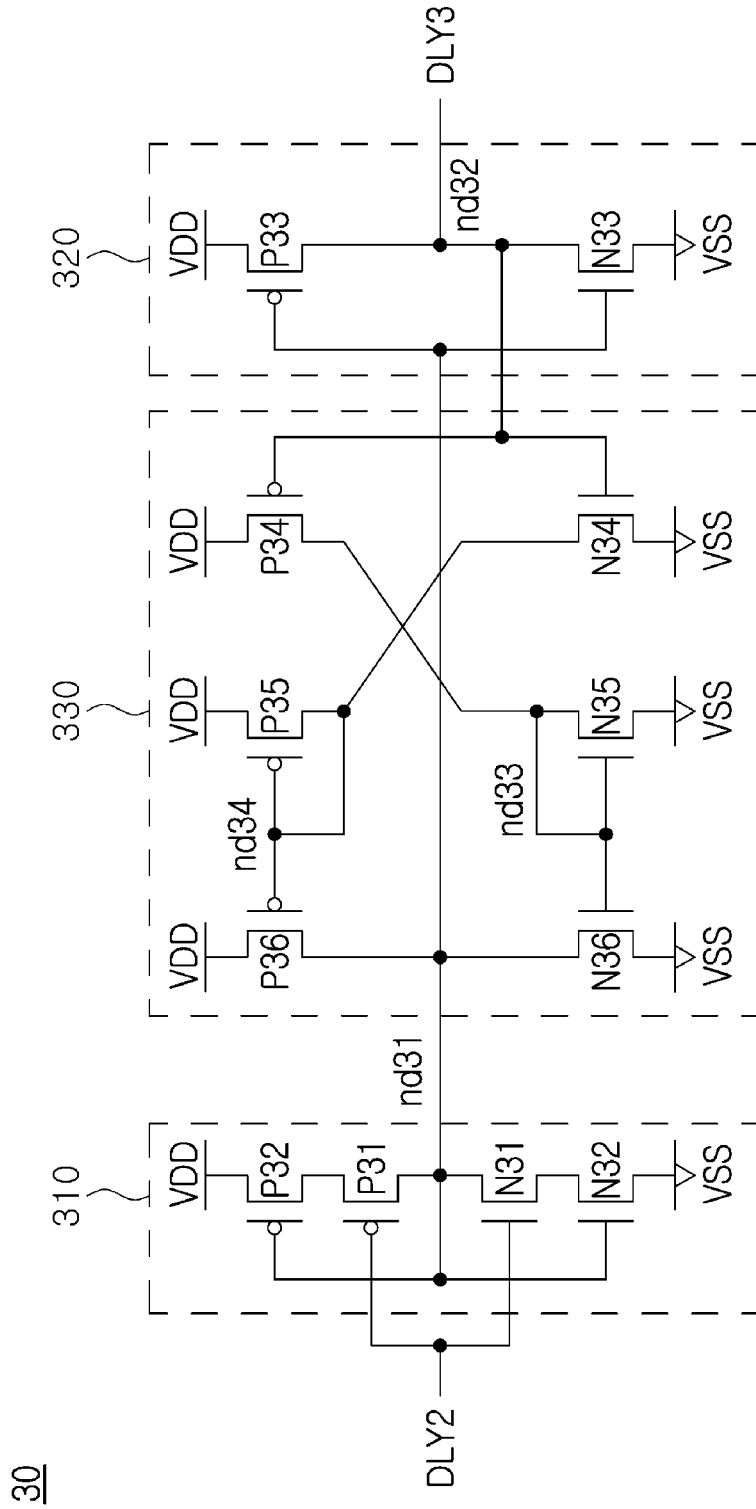 30
310
330
320
VDD
VDD
VDD
VDD
VDD
P32
P36
P35
P34
P33
nd34
P31
DLY2
nd31
nd32
DLY3
N31
nd33
N32
N36
N35
N34
N33
VSS
VSS
VSS
VSS
VSS